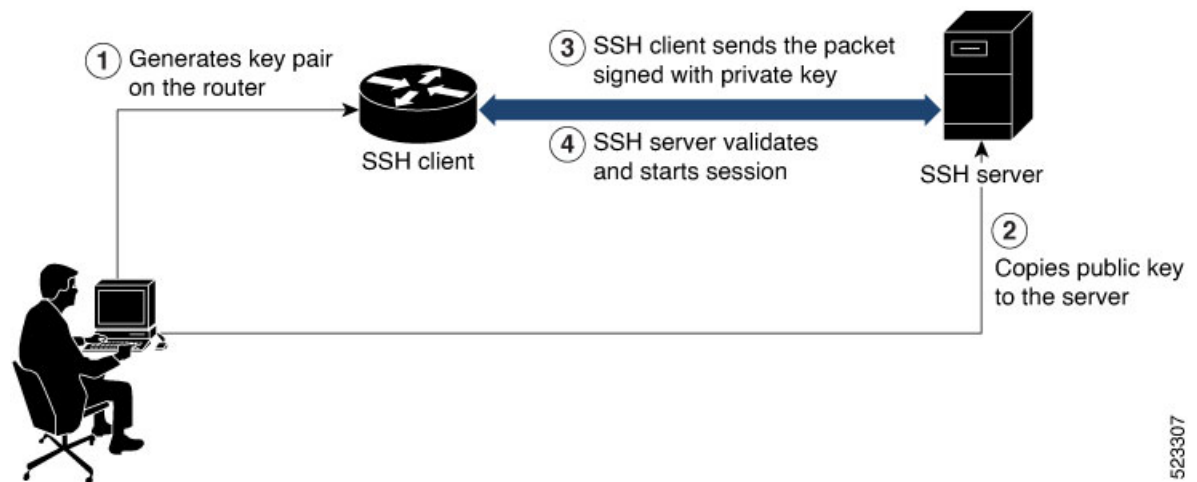 1 Generates key pair
on the router
SSH client
3 SSH client sends the packet
signed with private key
4 SSH server validates
and starts session
SSH server
2
Copies public key
to the server
523307